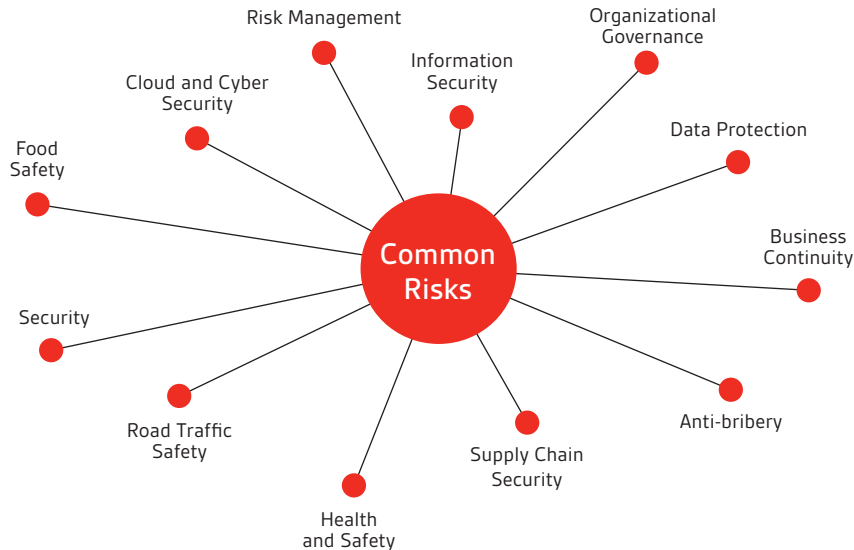 Risk Management
Organizational
Governance
Information
Security
Cloud and Cyber
Security
Data Protection
Food
Safety
Business
Continuity
Common
Risks
Security
Road Traffic
Safety
Anti-bribery
Supply Chain
Security
Health
and Safety